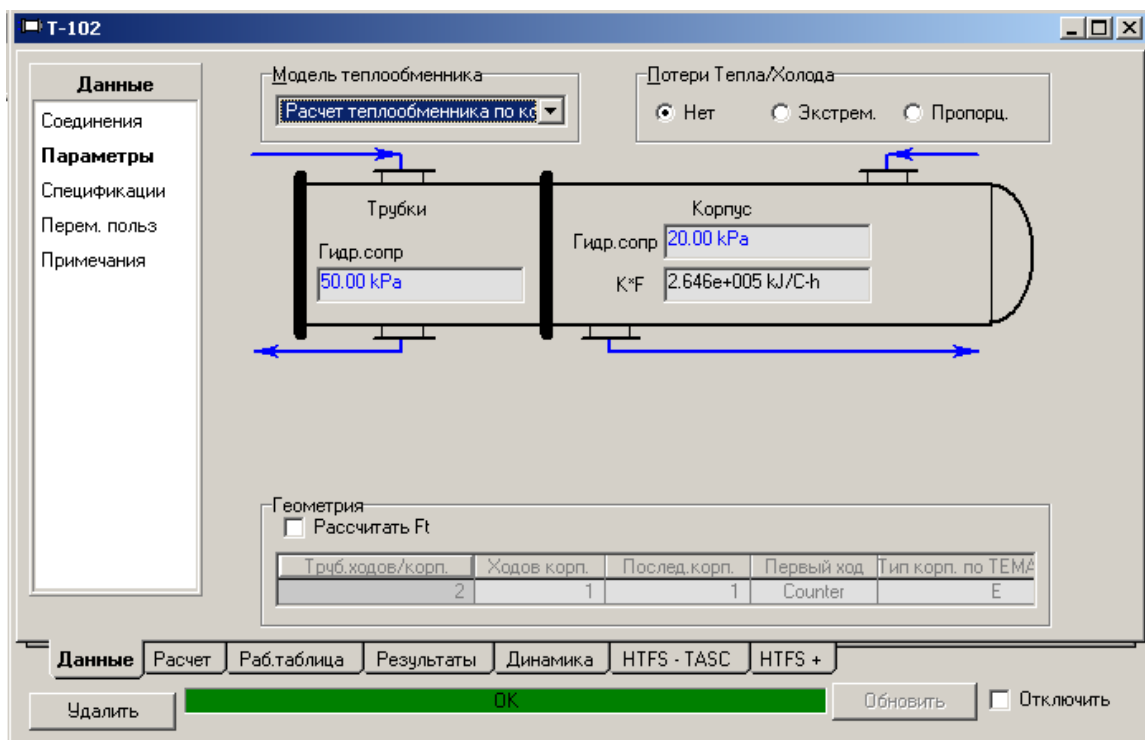 T-102
Данные
Соединения
Параметры
Спецификации
Перем. польз
Примечания
Модель теплообменника
Расчет теплообменника по кс
Потери Тепла/Холода
Нет Экстрем. Пропорц.
Трубки
Гидр.сопр
50.00 kPa
Корпус
Гидр.сопр 20.00 kPa
K*F 2.646e+005 kJ/C-h
Геометрия
Рассчитать Ft
Труб.ходов/корп. Ходов корп. Послед.корп. Первый ход Тип корп. по TEMA
2 1 1 Counter E
Данные Расчет Раб.таблица Результаты Динамика HTFS - TASC HTFS +
Удалить OK Обновить Отключить